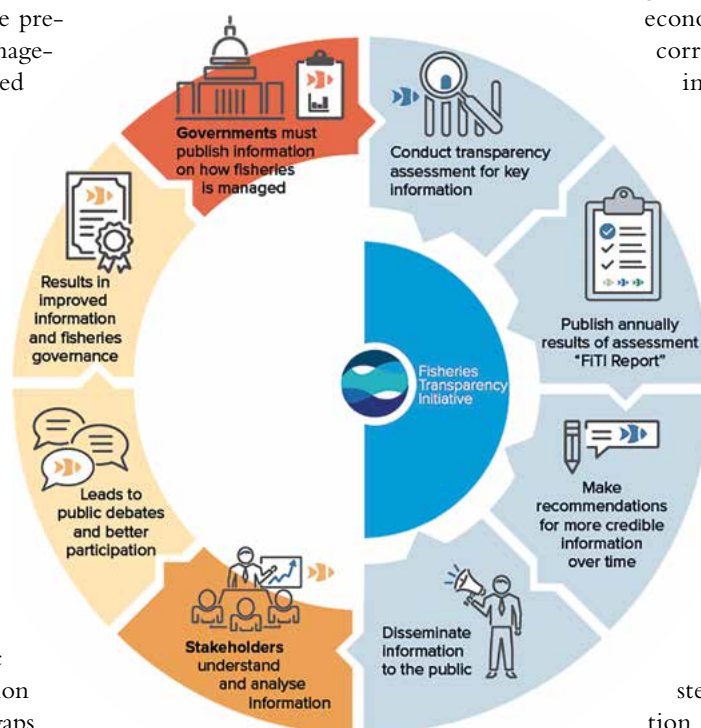 e pre-
nage-
ed
econo
corr
in
Governments must
publish information
on how fisheries
is managed
Conduct transparency
assessment for key
information
Publish annually
results of assessment
"FiTI Report"
Make
recommendations
for more credible
information
over time
Disseminate
information
to the public
Stakeholders
understand
and analyse
information
Leads to
public debates
and better
participation
Results in
improved
information
and fisheries
governance
Fisheries
Transparency
Initiative
ion
gaps
ste
tion